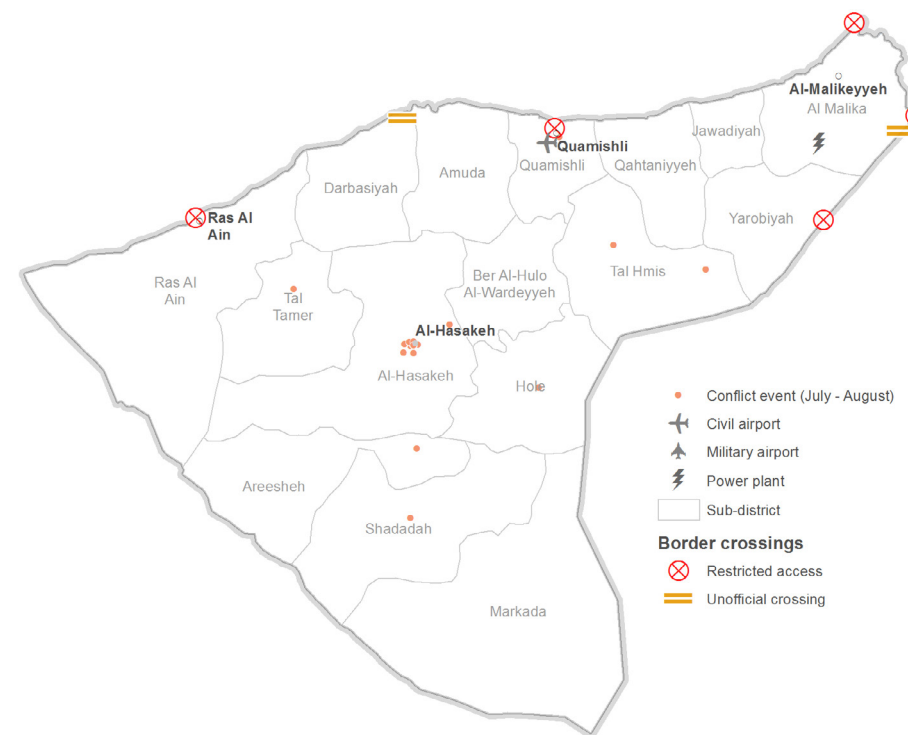 Al-Malikeyyeh
Al Malika
Jawadiyah
Quamishli
Quamishli
Qahtaniyyeh
Amuda
Darbasiyah
Ras Al
Ain
Yarobiyah
Ras Al
Ain
Tal
Tamer
Ber Al-Hulo
Al-Wardeyyeh
Tal Hmis
Al-Hasakeh
Al-Hasakeh
Hole
Areesheh
Shadadah
Markada
Conflict event (July - August)
Civil airport
Military airport
Power plant
Sub-district
Border crossings
Restricted access
Unofficial crossing